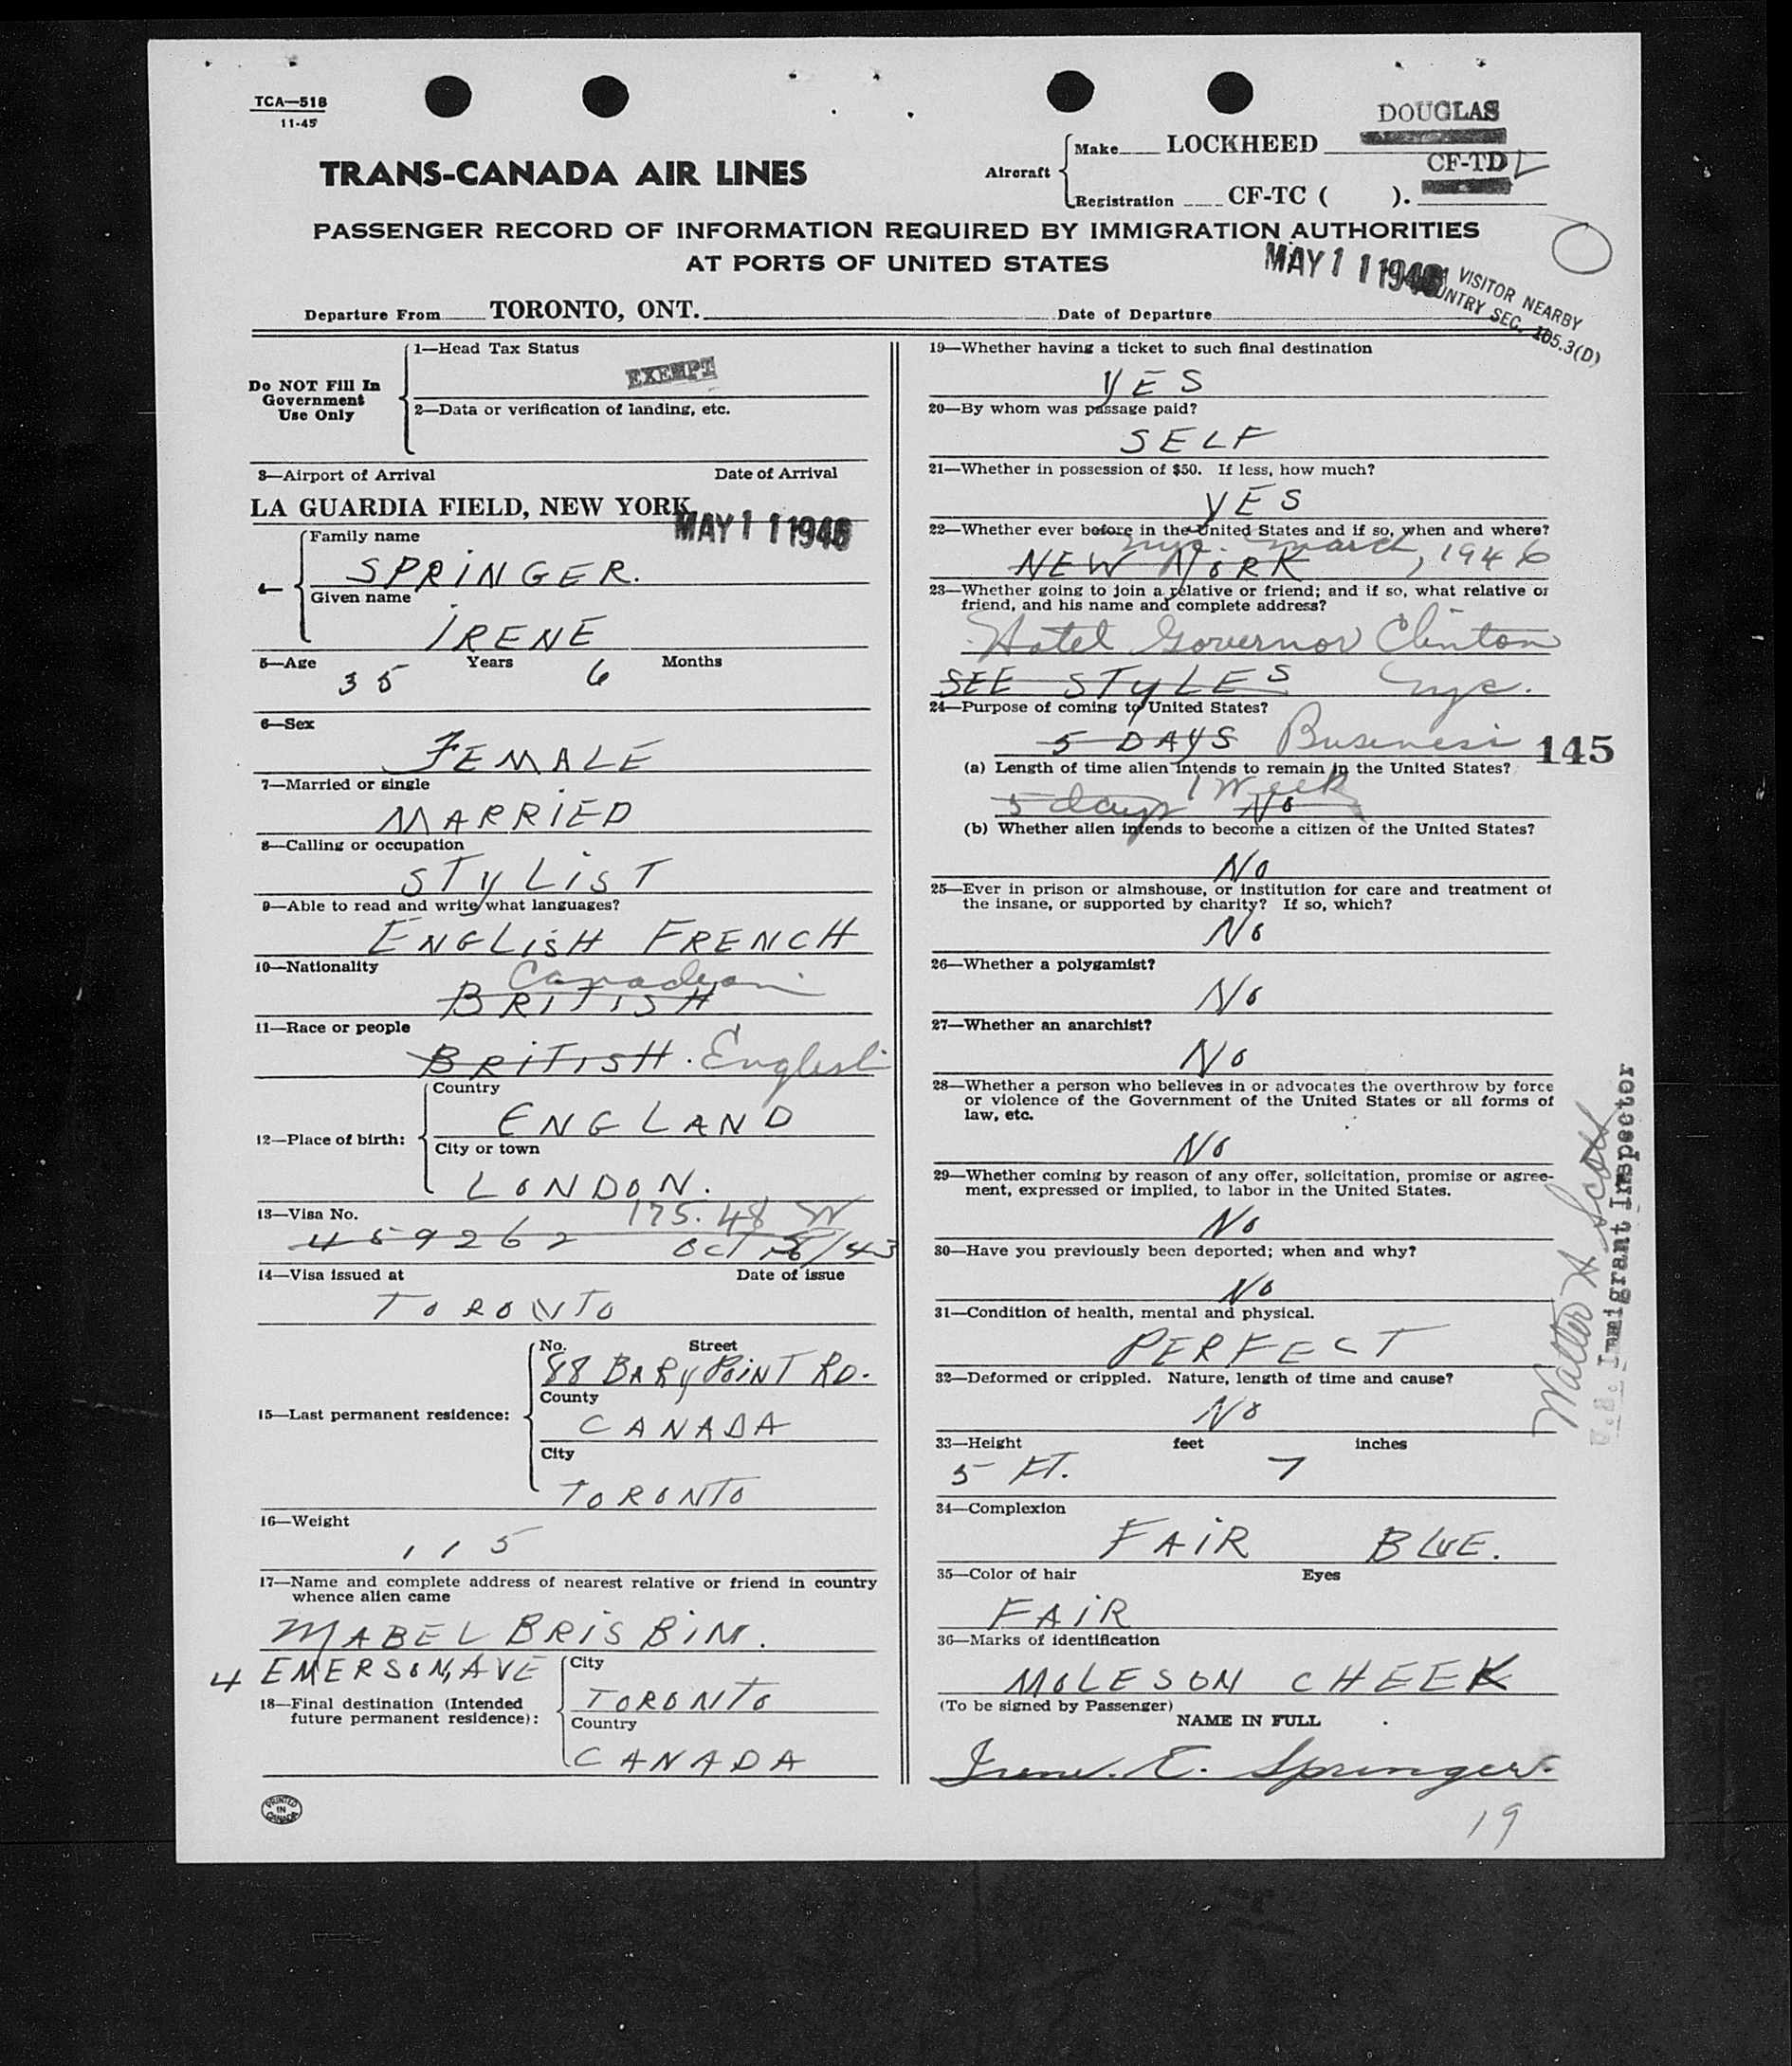 TCA—518
11-45
DOUGLAS
Aircraft
Make LOCKHEED
CF-TD L
Registration CF-TC ( ).
TRANS-CANADA AIR LINES
PASSENGER RECORD OF INFORMATION REQUIRED BY IMMIGRATION AUTHORITIES
AT PORTS OF UNITED STATES
MAY 11 1946
VISITOR NEARBY
COUNTRY SEC. 165.3(D)
Departure From TORONTO, ONT. Date of Departure
Do NOT Fill In
Government
Use Only
1—Head Tax Status
EXEMPT
2—Data or verification of landing, etc.
3—Airport of Arrival Date of Arrival
LA GUARDIA FIELD, NEW YORK
MAY 11 1946
4—
Family name
SPRINGER.
Given name
IRENE
5—Age Years Months
35 6
6—Sex
FEMALE
7—Married or single
MARRIED
8—Calling or occupation
STYLIST
9—Able to read and write what languages?
ENGLISH FRENCH
10—Nationality
Canadian
BRITISH
11—Race or people
BRITISH. English
12—Place of birth:
Country
ENGLAND
City or town
LONDON.
13—Visa No.
175.48
459262 OCT /43
14—Visa issued at Date of issue
TORONTO
15—Last permanent residence:
No. Street
88 BARY POINT RD.
County
CANADA
City
TORONTO
16—Weight
115
17—Name and complete address of nearest relative or friend in country
whence alien came
MABEL BRISBIN.
4 EMERSON, AVE
18—Final destination (Intended
future permanent residence):
City
TORONTO
Country
CANADA
PRINTED
IN
CANADA
19—Whether having a ticket to such final destination
YES
20—By whom was passage paid?
SELF
21—Whether in possession of $50. If less, how much?
YES
22—Whether ever before in the United States and if so, when and where?
nyc. march, 1946
NEW YORK
23—Whether going to join a relative or friend; and if so, what relative or
friend, and his name and complete address?
Hotel Governor Clinton
SEE STYLES nyc.
24—Purpose of coming to United States?
5 DAYS Business 145
(a) Length of time alien intends to remain in the United States?
5 days 1 Week No
(b) Whether alien intends to become a citizen of the United States?
No
25—Ever in prison or almshouse, or institution for care and treatment of
the insane, or supported by charity? If so, which?
No
26—Whether a polygamist?
No
27—Whether an anarchist?
No
28—Whether a person who believes in or advocates the overthrow by force
or violence of the Government of the United States or all forms of
law, etc.
No
29—Whether coming by reason of any offer, solicitation, promise or agree-
ment, expressed or implied, to labor in the United States.
No
30—Have you previously been deported; when and why?
No
31—Condition of health, mental and physical.
PERFECT
32—Deformed or crippled. Nature, length of time and cause?
No
33—Height feet inches
5 FT. 7
34—Complexion
FAIR BLUE.
35—Color of hair Eyes
FAIR
36—Marks of identification
MOLES ON CHEEK
(To be signed by Passenger)
NAME IN FULL
Irene. E. Springer.
19
Walter A Scott
U.S. Immigrant Inspector